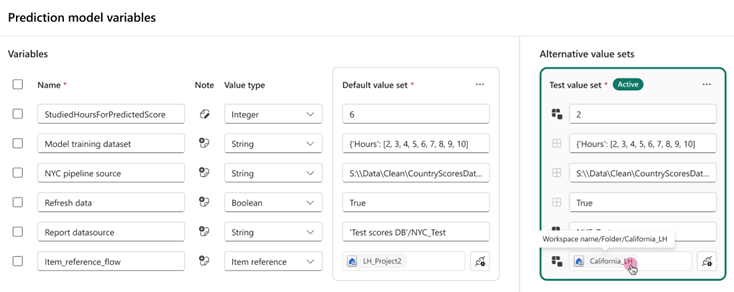 Prediction model variables
Variables
Alternative value sets
Name * Note Value type Default value set * ... Test value set * Active ...
StudiedHoursForPredictedScore Integer 6 2
Model training dataset String {'Hours': [2, 3, 4, 5, 6, 7, 8, 9, 10] {'Hours': [2, 3, 4, 5, 6, 7, 8, 9, 10]
NYC pipeline source String S:\\Data\Clean\CountryScoresDat... S:\\Data\Clean\CountryScoresDat...
Refresh data Boolean True True
Report datasource String 'Test scores DB'/NYC_Test
Workspace name/Folder/California_LH
Item_reference_flow Item reference LH_Project2 California_LH